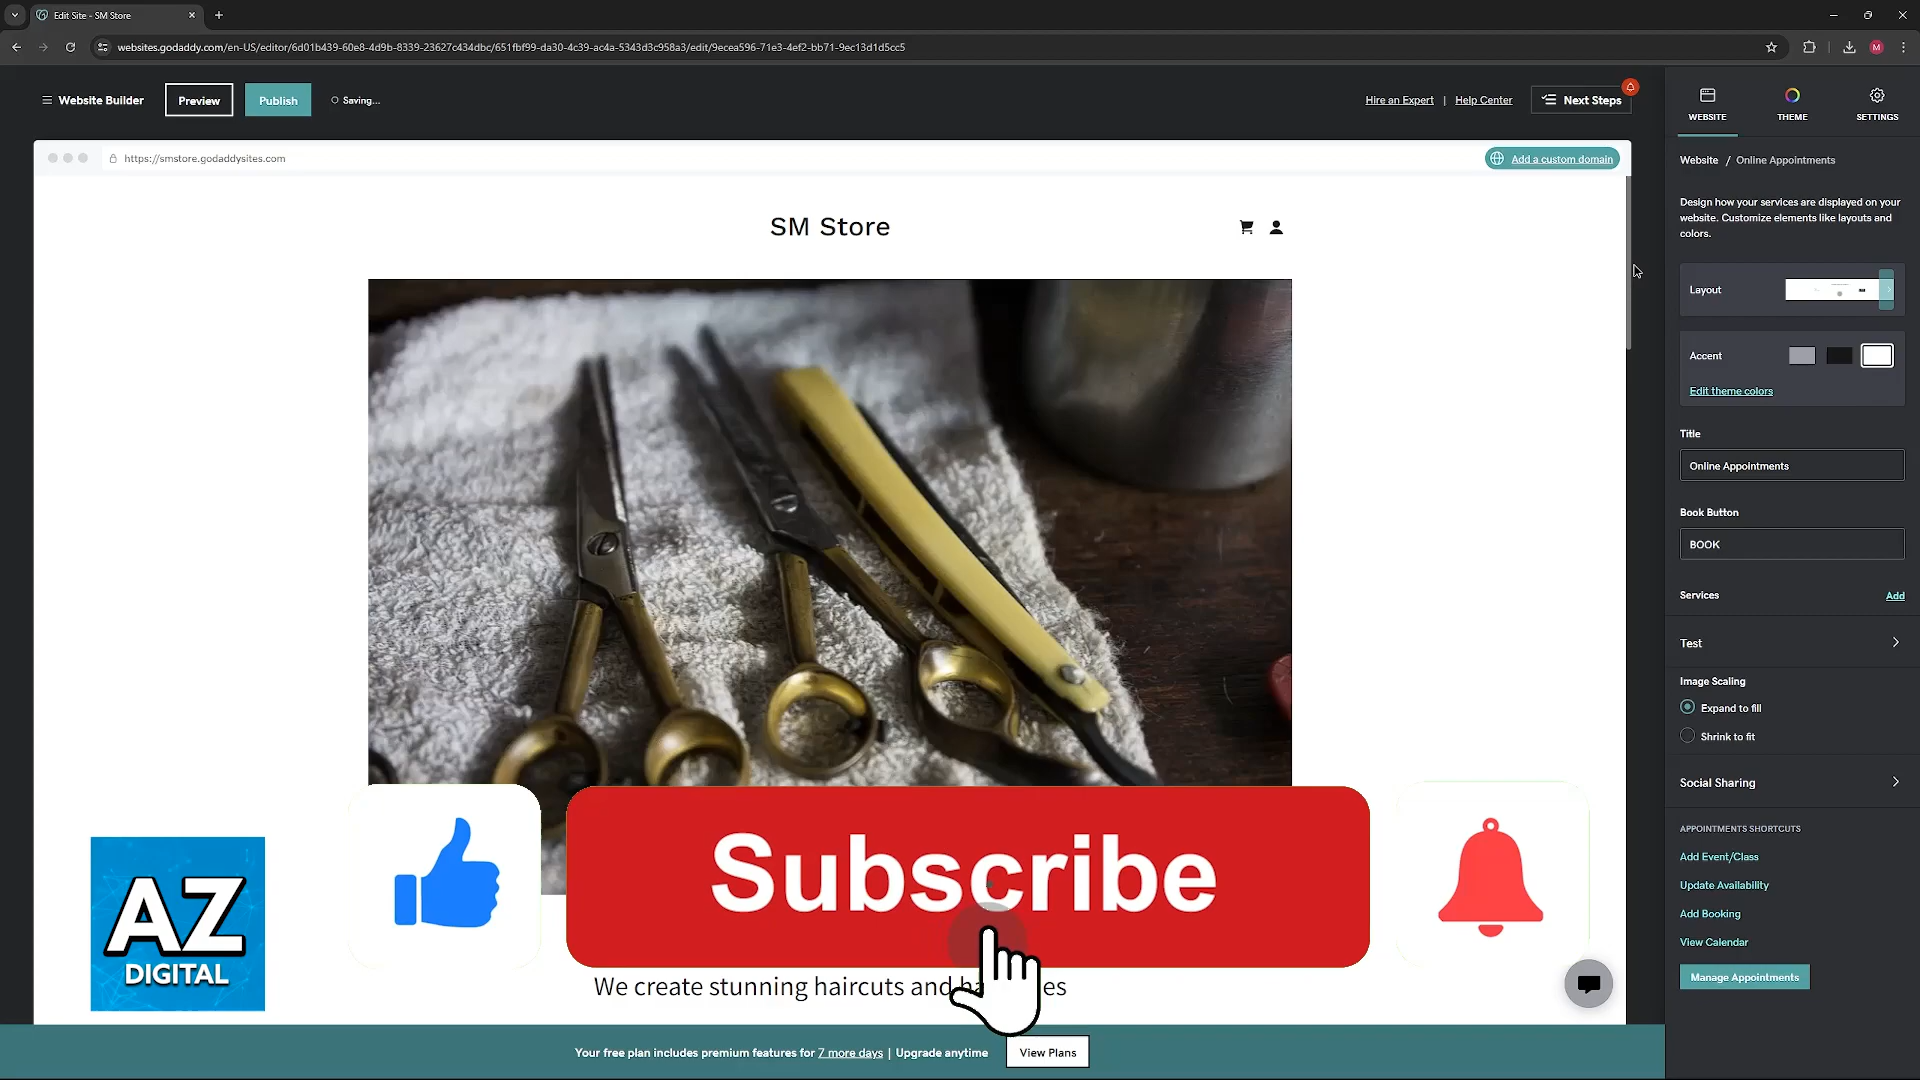 Edit Site - SM Store
websites.godaddy.com/en-US/editor/6d01b439-60e8-4d9b-8339-23627c434dbc/651fbf99-da30-4c39-ac4a-5343d3c958a3/edit/9ecea596-71e3-4ef2-bb71-9ec13d1d5cc5
M
Website Builder
Preview
Publish
Saving...
Hire an Expert | Help Center
Next Steps
WEBSITE
THEME
SETTINGS
https://smstore.godaddysites.com
Add a custom domain
Website / Online Appointments
Design how your services are displayed on your
website. Customize elements like layouts and
colors.
SM Store
Layout
Accent
Edit theme colors
Title
Online Appointments
Book Button
BOOK
Services
Add
Test
Image Scaling
Expand to fill
Shrink to fit
Social Sharing
APPOINTMENTS SHORTCUTS
Add Event/Class
Update Availability
Add Booking
View Calendar
Manage Appointments
Subscribe
AZ
DIGITAL
We create stunning haircuts and
Your free plan includes premium features for 7 more days | Upgrade anytime
View Plans